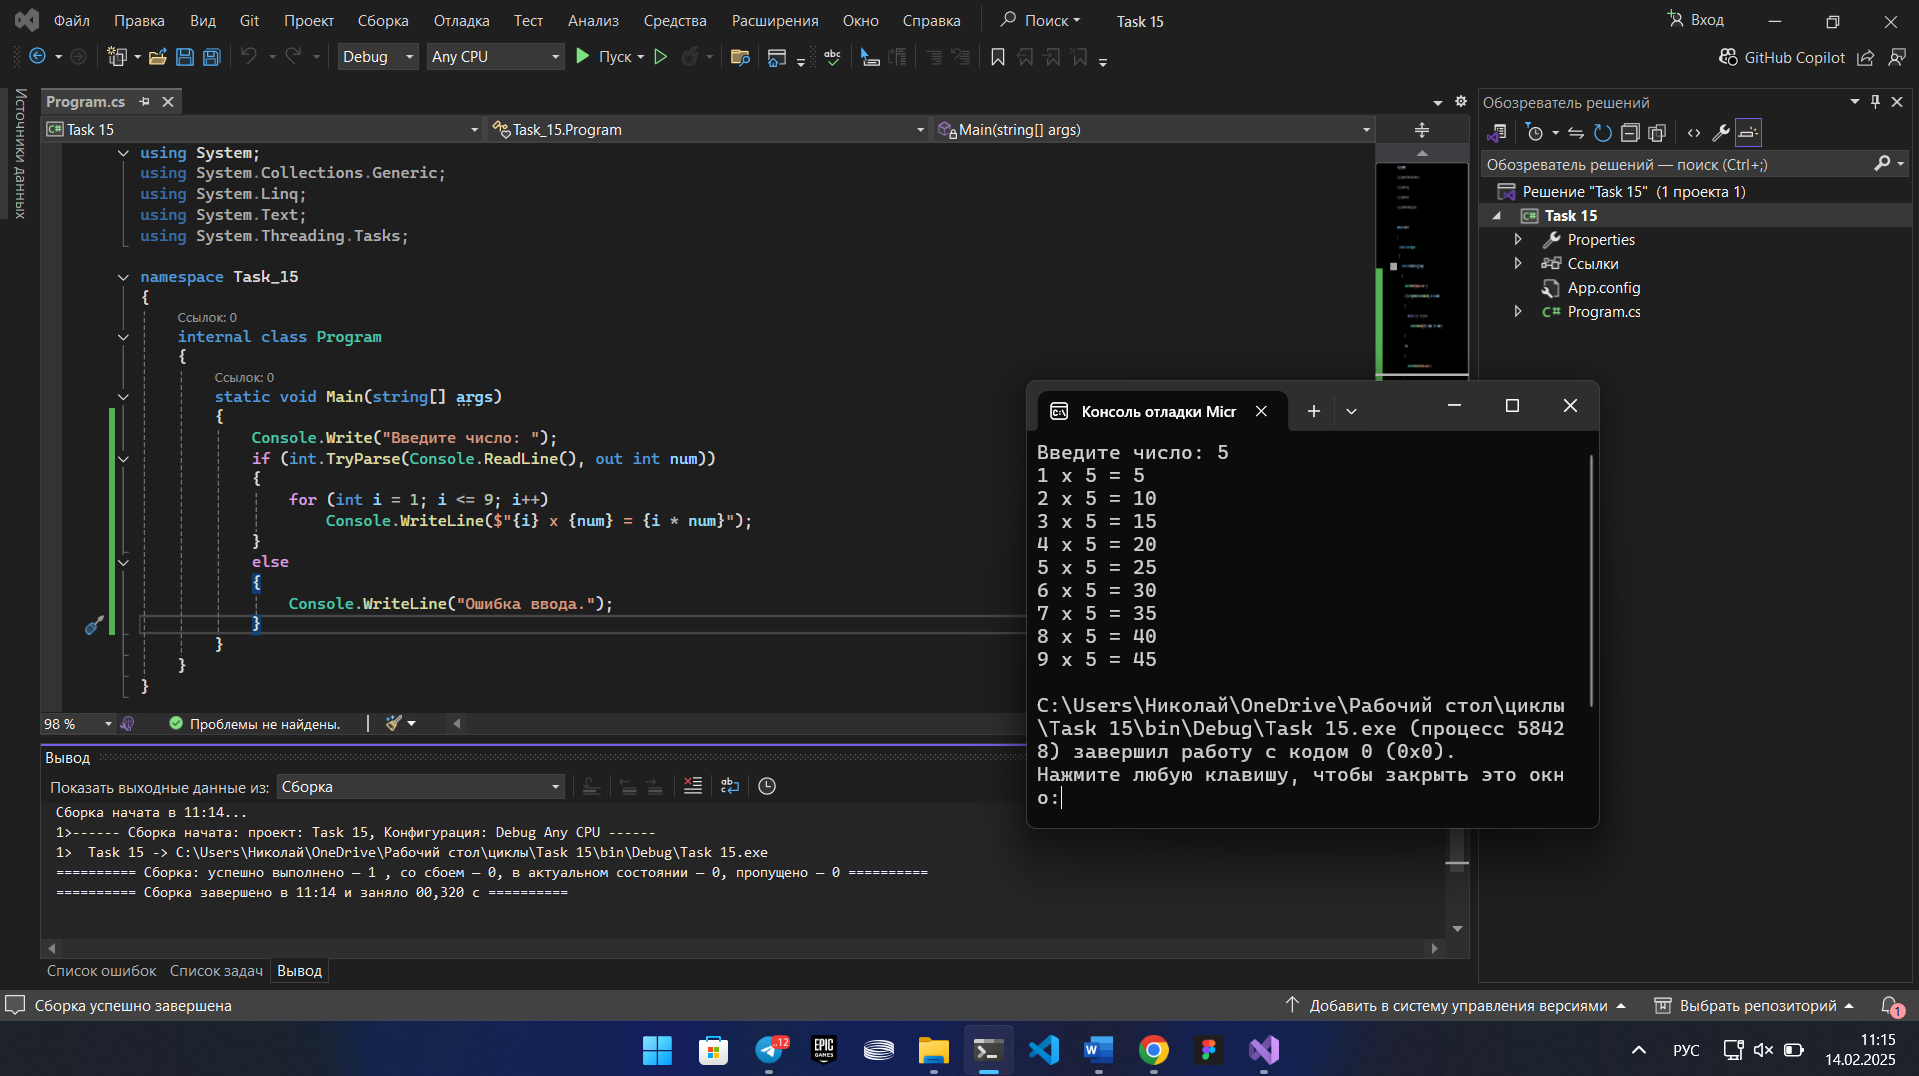 Файл Правка Вид Git Проект Сборка Отладка Тест Анализ Средства Расширения Окно Справка Поиск Task 15 Вход
Debug Any CPU Пуск abc GitHub Copilot
Источники данных
Program.cs
Task 15 Task_15.Program Main(string[] args)
using System;
using System.Collections.Generic;
using System.Linq;
using System.Text;
using System.Threading.Tasks;
namespace Task_15
{
Ссылок: 0
internal class Program
{
Ссылок: 0
static void Main(string[] args)
{
Console.Write("Введите число: ");
if (int.TryParse(Console.ReadLine(), out int num))
{
for (int i = 1; i <= 9; i++)
Console.WriteLine($"{i} x {num} = {i * num}");
}
else
{
Console.WriteLine("Ошибка ввода.");
}
}
}
}
98 % Проблемы не найдены.
Вывод
Показать выходные данные из: Сборка
Сборка начата в 11:14...
1>------ Сборка начата: проект: Task 15, Конфигурация: Debug Any CPU ------
1>  Task 15 -> C:\Users\Николай\OneDrive\Рабочий стол\циклы\Task 15\bin\Debug\Task 15.exe
========== Сборка: успешно выполнено — 1 , со сбоем — 0, в актуальном состоянии — 0, пропущено — 0 ==========
========== Сборка завершено в 11:14 и заняло 00,320 с ==========
Список ошибок Список задач Вывод
Консоль отладки Micr
Введите число: 5
1 x 5 = 5
2 x 5 = 10
3 x 5 = 15
4 x 5 = 20
5 x 5 = 25
6 x 5 = 30
7 x 5 = 35
8 x 5 = 40
9 x 5 = 45
C:\Users\Николай\OneDrive\Рабочий стол\циклы
\Task 15\bin\Debug\Task 15.exe (процесс 5842
8) завершил работу с кодом 0 (0x0).
Нажмите любую клавишу, чтобы закрыть это окн
о:
Обозреватель решений
Обозреватель решений — поиск (Ctrl+;)
Решение "Task 15" (1 проекта 1)
Task 15
Properties
Ссылки
App.config
C# Program.cs
Сборка успешно завершена Добавить в систему управления версиями Выбрать репозиторий 1
..12 EPIC GAMES W РУС 11:15
14.02.2025